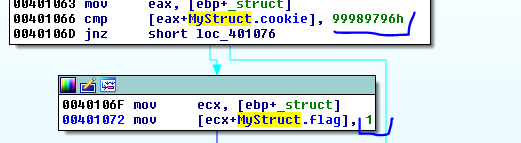 00401063 mov     eax, [ebp+_struct]
00401066 cmp     [eax+MyStruct.cookie], 99989796h
0040106D jnz     short loc_401076
0040106F mov     ecx, [ebp+_struct]
00401072 mov     [ecx+MyStruct.flag], 1